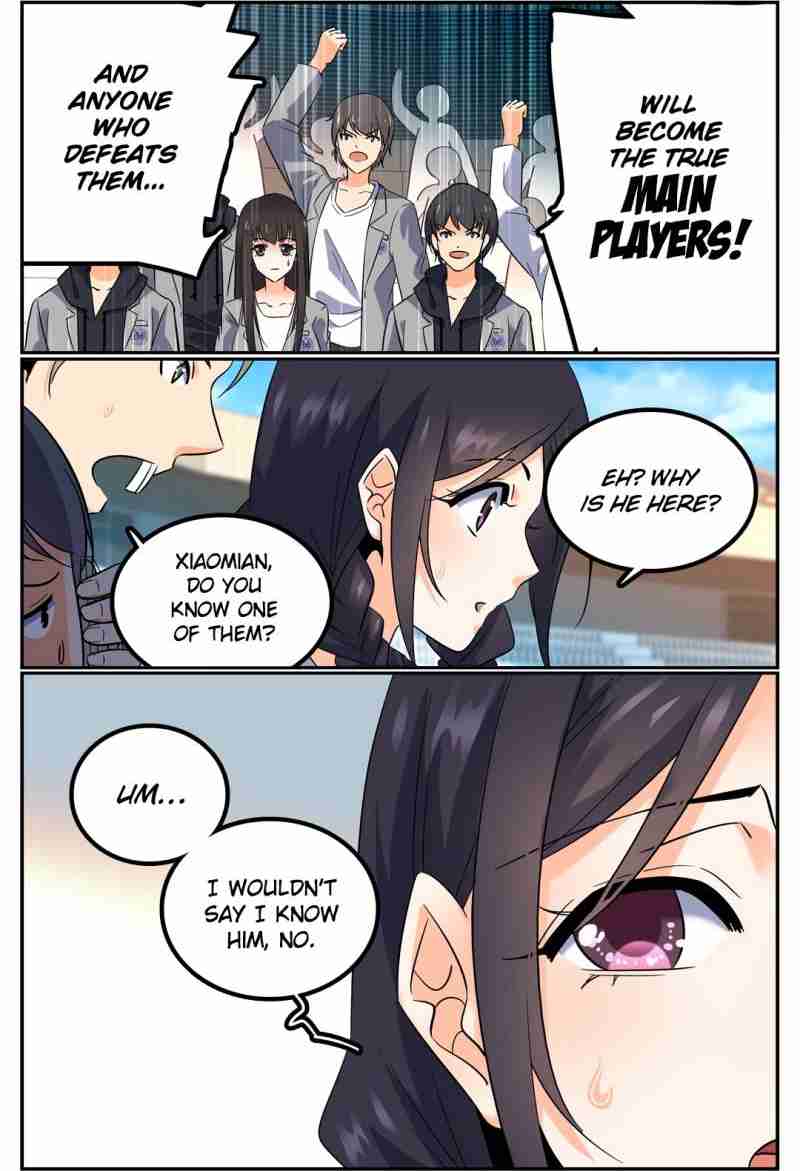 AND
ANYONE
WHO
DEFEATS
THEM...
WILL
BECOME
THE TRUE
MAIN
PLAYERS!
EH? WHY
IS HE HERE?
XIAOMIAN,
DO YOU
KNOW ONE
OF THEM?
UM...
I WOULDN'T
SAY I KNOW
HIM, NO.